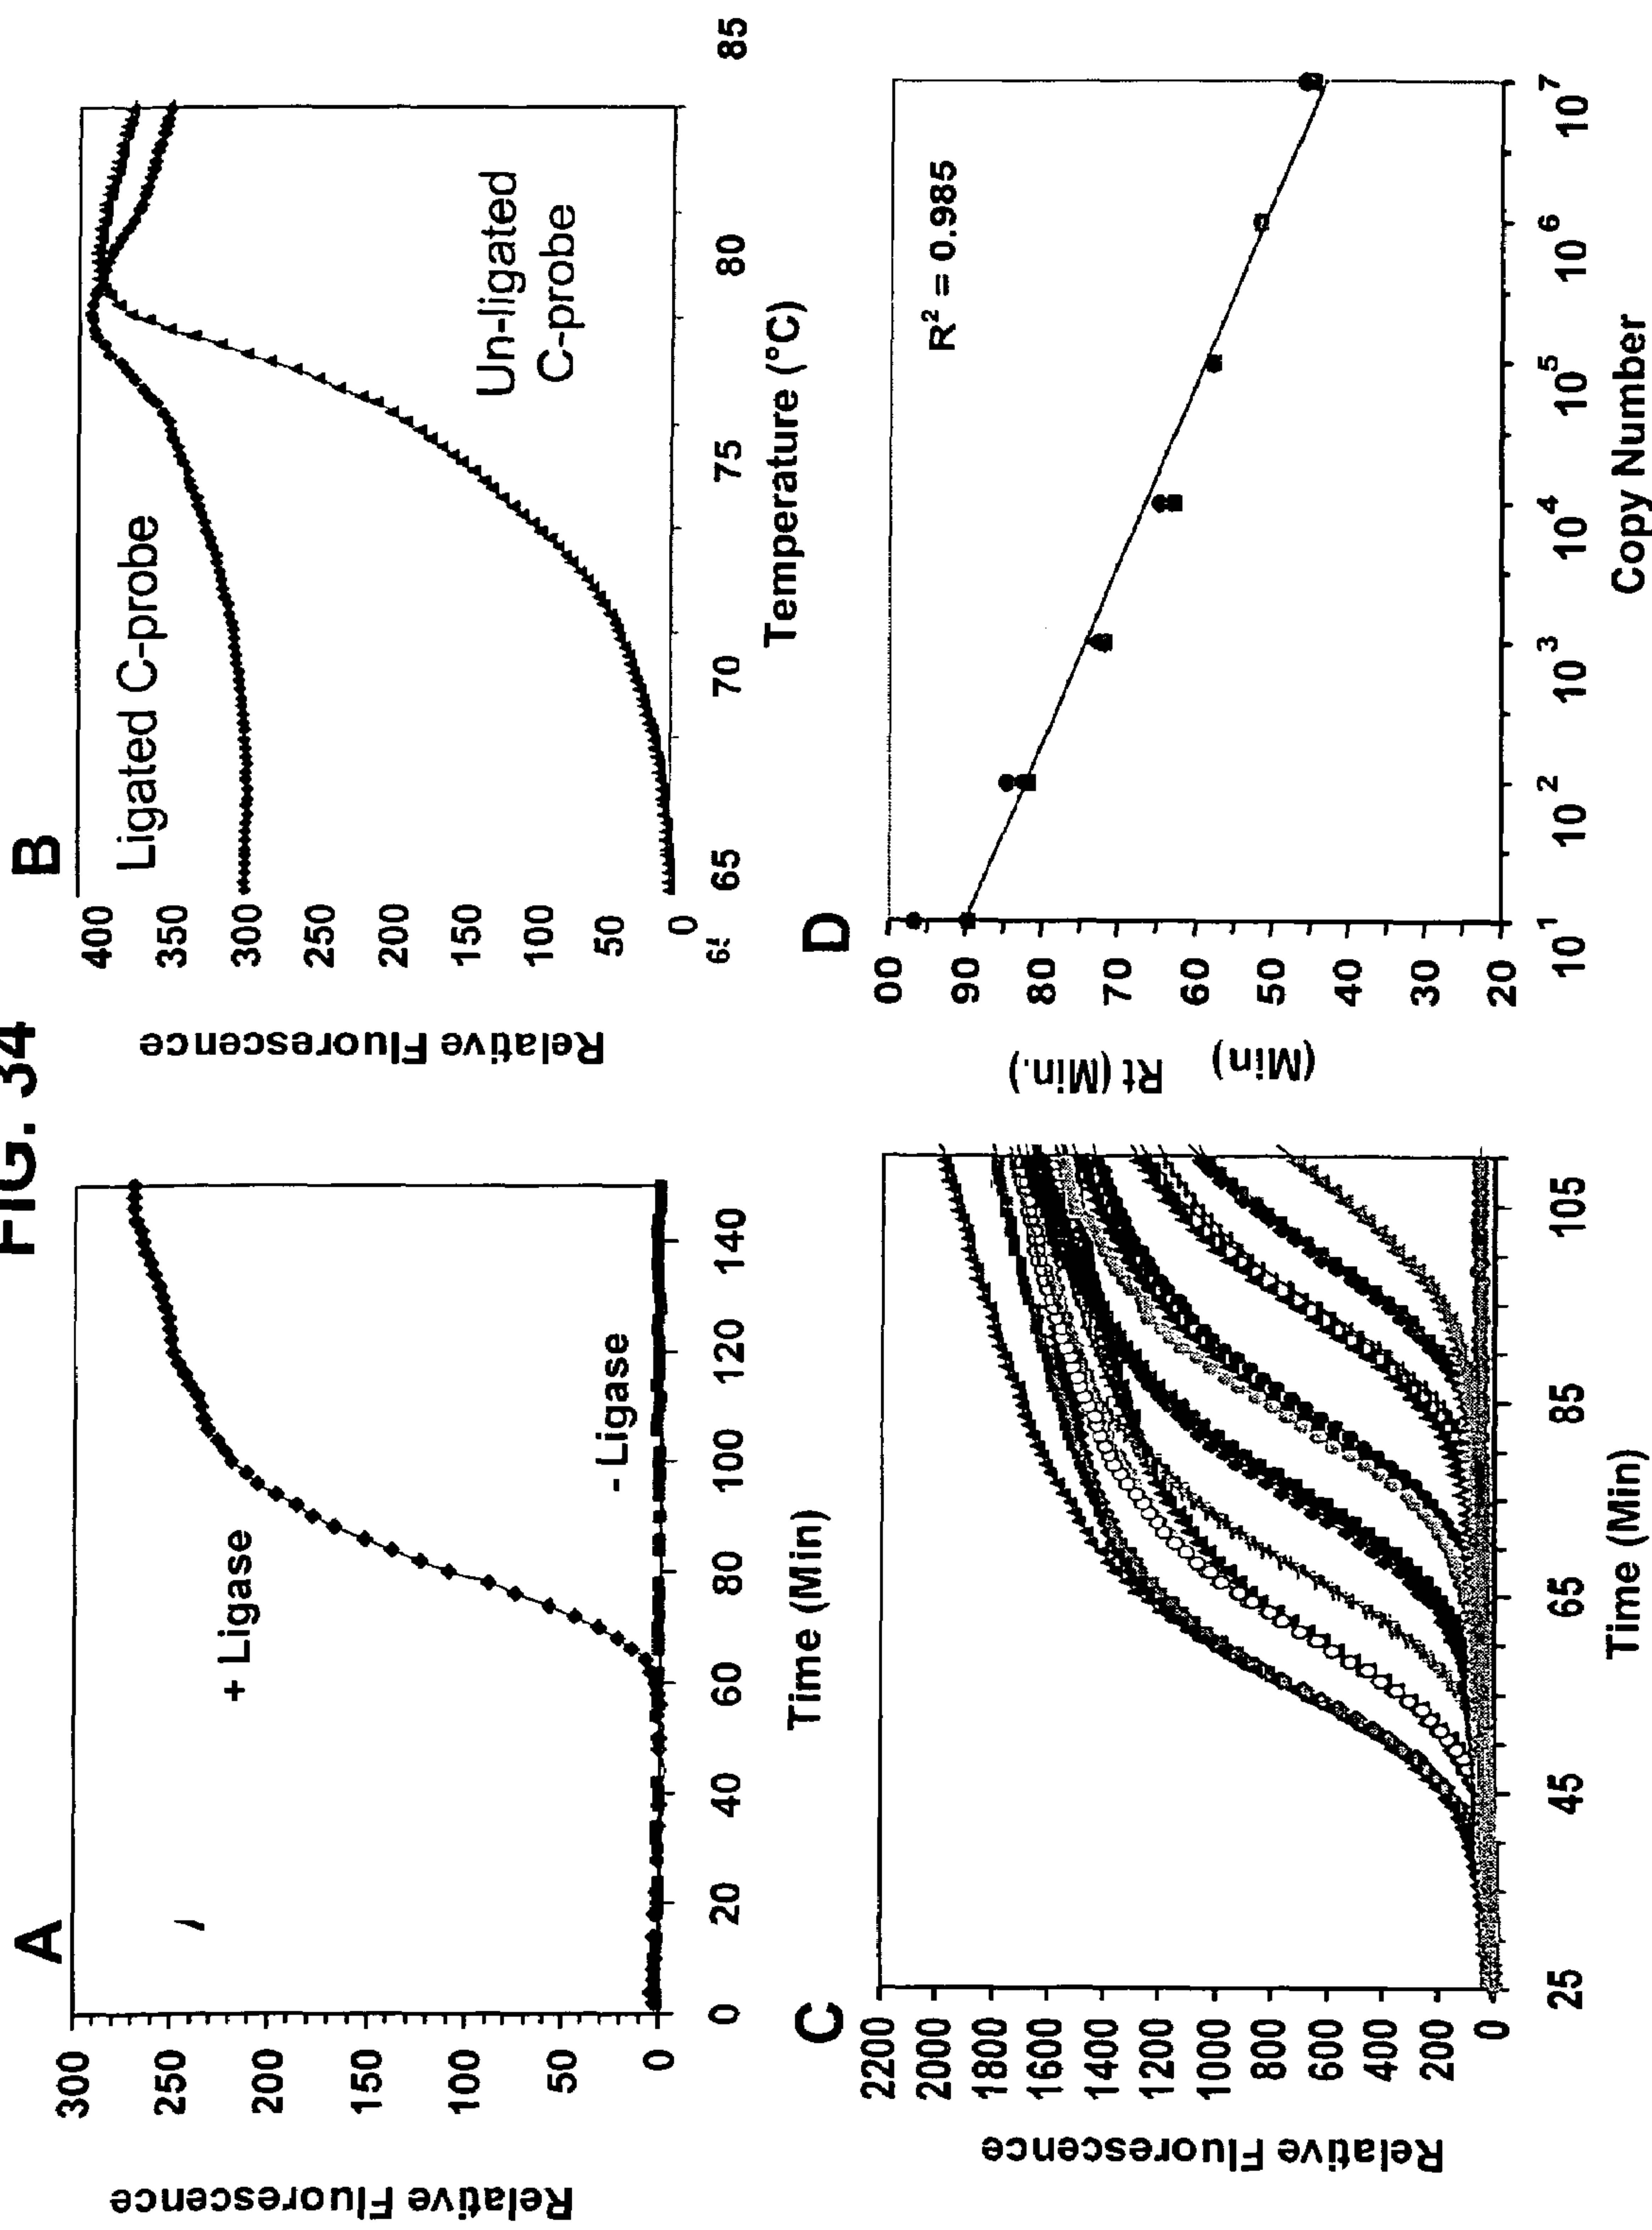 FIG. 34
A
Relative Fluorescence
300
250
200
150
100
50
0
+ Ligase
- Ligase
0 20 40 60 80 100 120 140
Time (Min)
B
Relative Fluorescence
400
350
300
250
200
150
100
50
0
Ligated C-probe
Un-ligated
C-probe
65 70 75 80 85
Temperature (°C)
C
Relative Fluorescence
2200
2000
1800
1600
1400
1200
1000
800
600
400
200
0
25 45 65 85 105
Time (Min)
D
Rt (Min.)
(Min)
00
90
80
70
60
50
40
30
20
R² = 0.985
10¹ 10² 10³ 10⁴ 10⁵ 10⁶ 10⁷
Copy Number